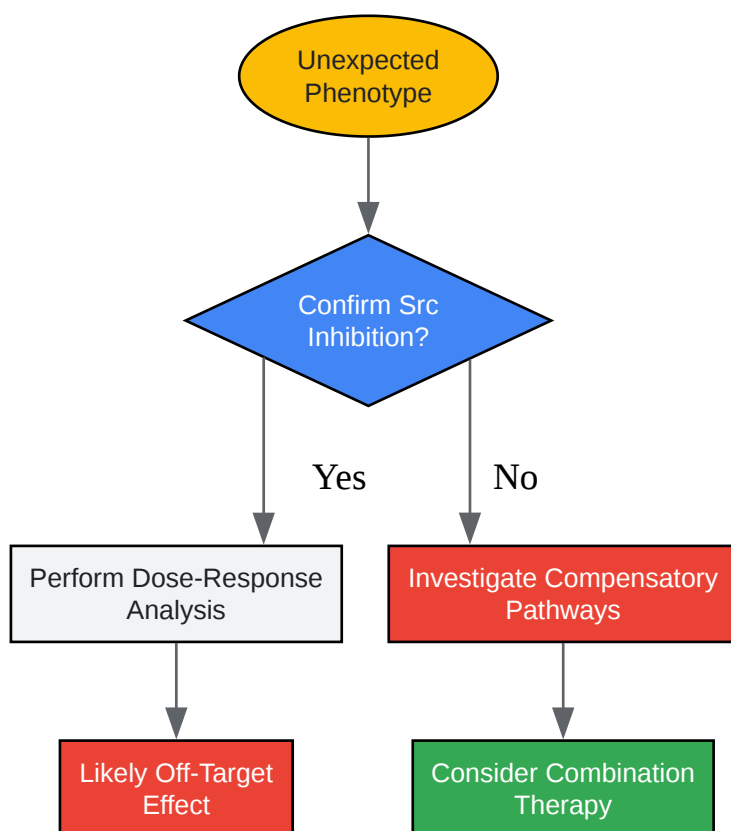 Unexpected
Phenotype
Confirm Src
Inhibition?
Yes
No
Perform Dose-Response
Analysis
Investigate Compensatory
Pathways
Likely Off-Target
Effect
Consider Combination
Therapy